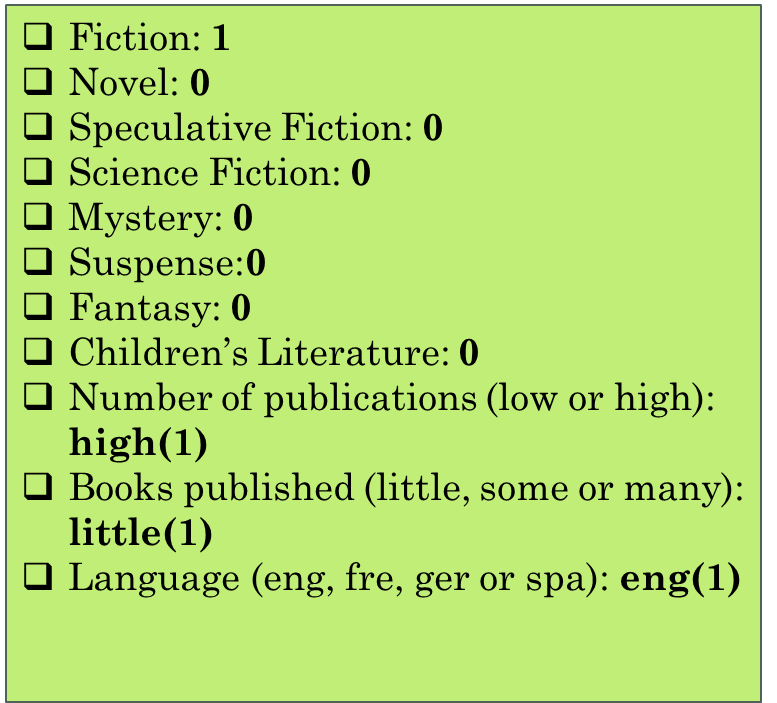 ❑ Fiction: 1
❑ Novel: 0
❑ Speculative Fiction: 0
❑ Science Fiction: 0
❑ Mystery: 0
❑ Suspense:0
❑ Fantasy: 0
❑ Children’s Literature: 0
❑ Number of publications (low or high):
high(1)
❑ Books published (little, some or many):
little(1)
❑ Language (eng, fre, ger or spa): eng(1)